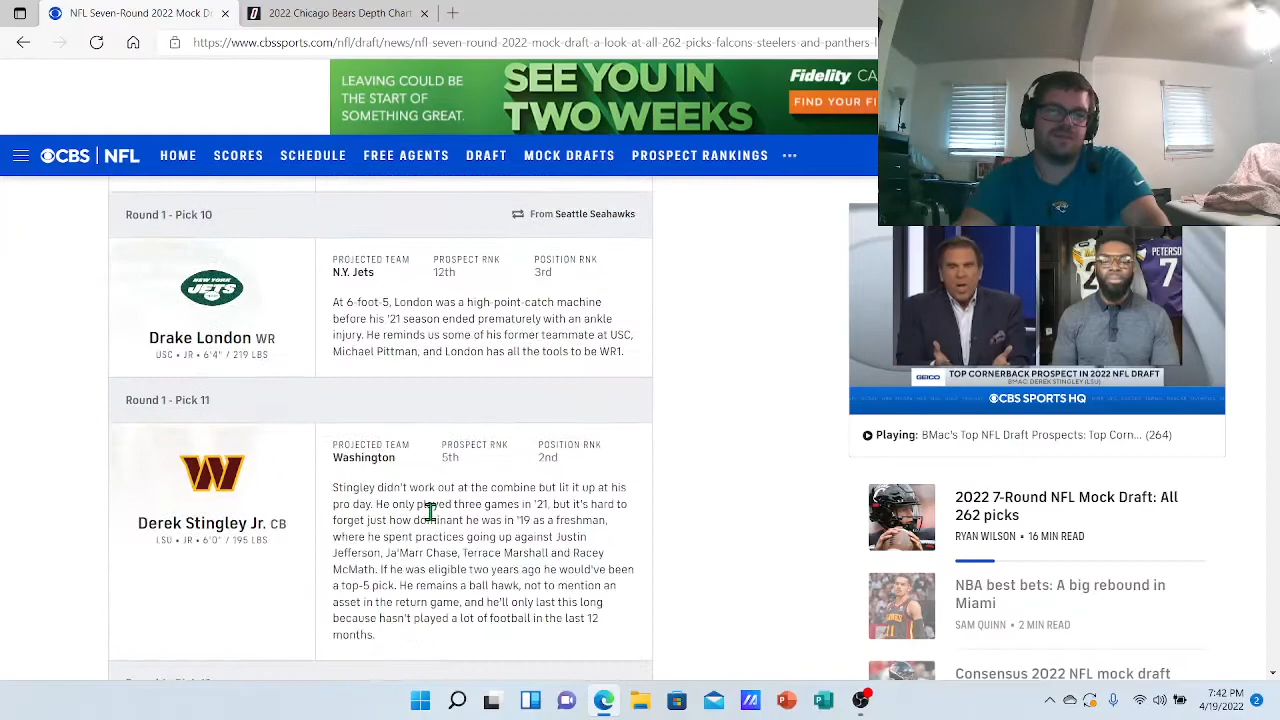 NFL Seven-Round 2022 Mock Dra
2022 Chicago Bears Depth Chart
https://www.cbssports.com/nfl/draft/news/nfl-seven-round-2022-mock-draft-a-look-at-all-262-picks-falcons-steelers-and-panthers
LEAVING COULD BE
THE START OF
SOMETHING GREAT.
SEE YOU IN
TWO WEEKS
Fidelity CA
FIND YOUR FI
CBS NFL HOME SCORES SCHEDULE FREE AGENTS DRAFT MOCK DRAFTS PROSPECT RANKINGS
Round 1 - Pick 10
From Seattle Seahawks
NEW YORK
JETS
Drake London WR
USC • JR • 6'4" / 219 LBS
PROJECTED TEAM PROSPECT RNK POSITION RNK
N.Y. Jets 12th 3rd
At 6-foot-5, London was a high-point-catch machine
before his '21 season ended prematurely with an ankle
injury. He reminds us some of his former teammate at USC,
Michael Pittman, and London has all the tools to be WR1.
Round 1 - Pick 11
W
Derek Stingley Jr. CB
LSU • JR • 6'0" / 195 LBS
PROJECTED TEAM PROSPECT RNK POSITION RNK
Washington 5th 2nd
Stingley didn't work out at the combine but lit it up at his
pro day. He only played three games in '21, but it's hard to
forget just how dominant he was in '19 as a freshman,
where he spent practices going up against Justin
Jefferson, Ja'Marr Chase, Terrace Marshall and Racey
McMath. If he was eligible two years ago he would've been
a top-5 pick. He remains a ball hawk, not to mention an
asset in the return game, and he'll only last this long
because hasn't played a lot of football in the last 12
months.
PETERSO
7
2
GEICO
TOP CORNERBACK PROSPECT IN 2022 NFL DRAFT
BMAC: DEREK STINGLEY (LSU)
CBS SPORTS HQ
Playing: BMac's Top NFL Draft Prospects: Top Corn... (264)
2022 7-Round NFL Mock Draft: All
262 picks
RYAN WILSON • 16 MIN READ
NBA best bets: A big rebound in
Miami
SAM QUINN • 2 MIN READ
Consensus 2022 NFL mock draft
7:42 PM
4/19/2022
2